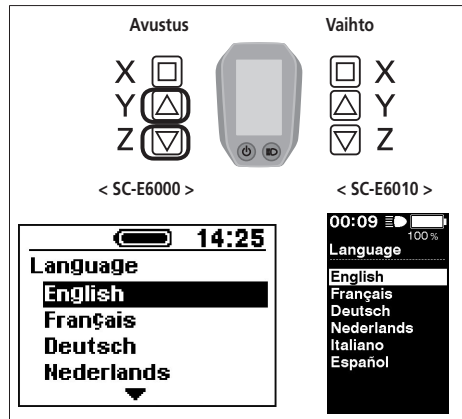 Avustus Vaihto
X X
Y Y
Z Z
< SC-E6000 > < SC-E6010 >
14:25
Language
English
Français
Deutsch
Nederlands
00:09
100 %
Language
English
Français
Deutsch
Nederlands
Italiano
Español